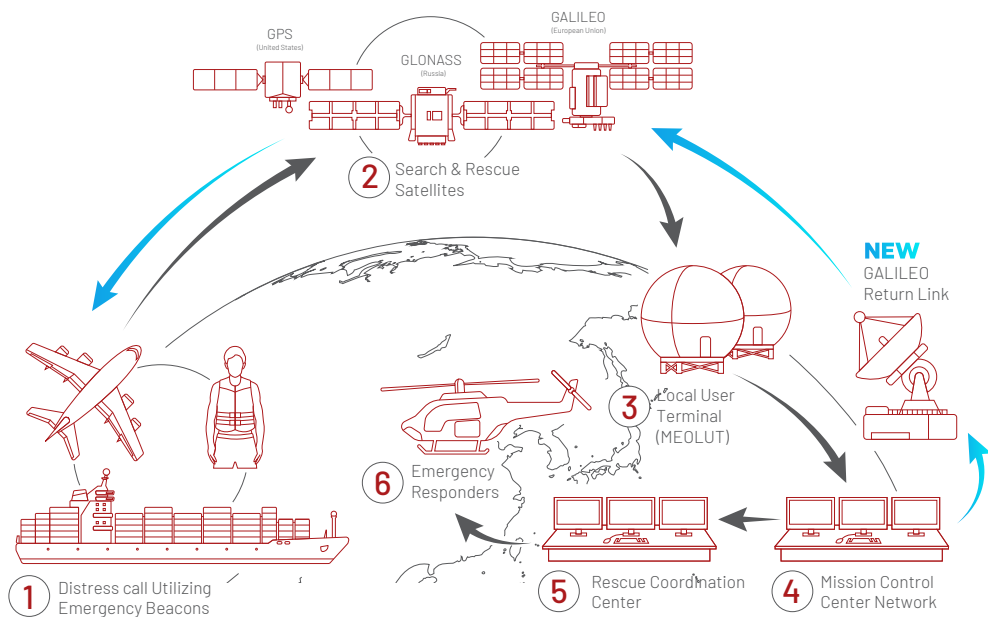 GPS
(United States)
GLONASS
(Russia)
GALILEO
(European Union)
2 Search & Rescue
Satellites
NEW
GALILEO
Return Link
3 Local User
Terminal
(MEOLUT)
6 Emergency
Responders
1 Distress call Utilizing
Emergency Beacons
5 Rescue Coordination
Center
4 Mission Control
Center Network